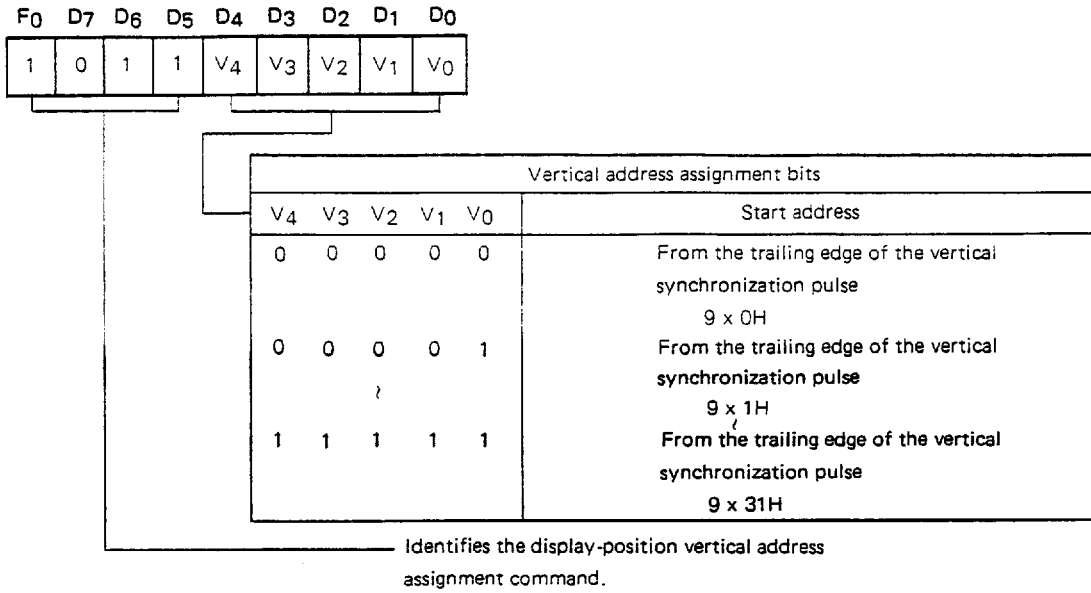 F0 D7 D6 D5 D4 D3 D2 D1 D0
1 0 1 1 V4 V3 V2 V1 V0
Vertical address assignment bits
V4 V3 V2 V1 V0 Start address
0 0 0 0 0 From the trailing edge of the vertical
synchronization pulse
9 x 0H
0 0 0 0 1 From the trailing edge of the vertical
synchronization pulse
≀
9 x 1H
≀
1 1 1 1 1 From the trailing edge of the vertical
synchronization pulse
9 x 31H
Identifies the display-position vertical address
assignment command.